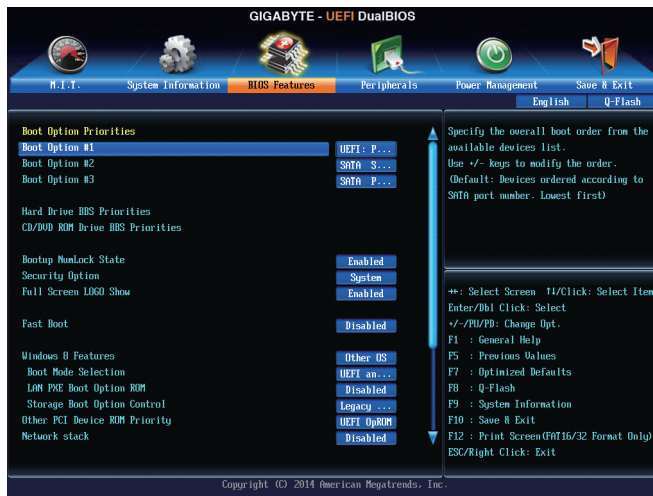 GIGABYTE - UEFI DualBIOS
M.I.T. System Information BIOS Features Peripherals Power Management Save & Exit
English Q-Flash
Boot Option Priorities
Boot Option #1 UEFI: P...
Boot Option #2 SATA S...
Boot Option #3 SATA P...
Hard Drive BBS Priorities
CD/DVD ROM Drive BBS Priorities
Bootup NumLock State Enabled
Security Option System
Full Screen LOGO Show Enabled
Fast Boot Disabled
Windows 8 Features Other OS
Boot Mode Selection UEFI an...
LAN PXE Boot Option ROM Disabled
Storage Boot Option Control Legacy ...
Other PCI Device ROM Priority UEFI OpROM
Network stack Disabled
Specify the overall boot order from the
available devices list.
Use +/- keys to modify the order.
(Default: Devices ordered according to
SATA port number. Lowest first)
→←: Select Screen ↑↓/Click: Select Item
Enter/Dbl Click: Select
+/-/PU/PD: Change Opt.
F1 : General Help
F5 : Previous Values
F7 : Optimized Defaults
F8 : Q-Flash
F9 : System Information
F10 : Save & Exit
F12 : Print Screen(FAT16/32 Format Only)
ESC/Right Click: Exit
Copyright (C) 2014 American Megatrends, Inc.